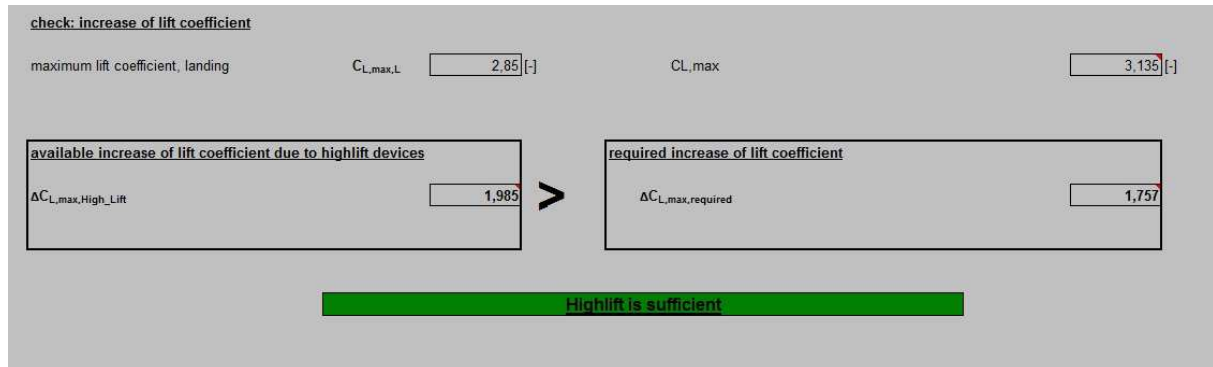 check: increase of lift coefficient
maximum lift coefficient, landing CL,max,L 2,85 [-] CL,max 3,135 [-]
available increase of lift coefficient due to highlift devices required increase of lift coefficient
ΔCL,max,High_Lift 1,985 > ΔCL,max,required 1,757
Highlift is sufficient